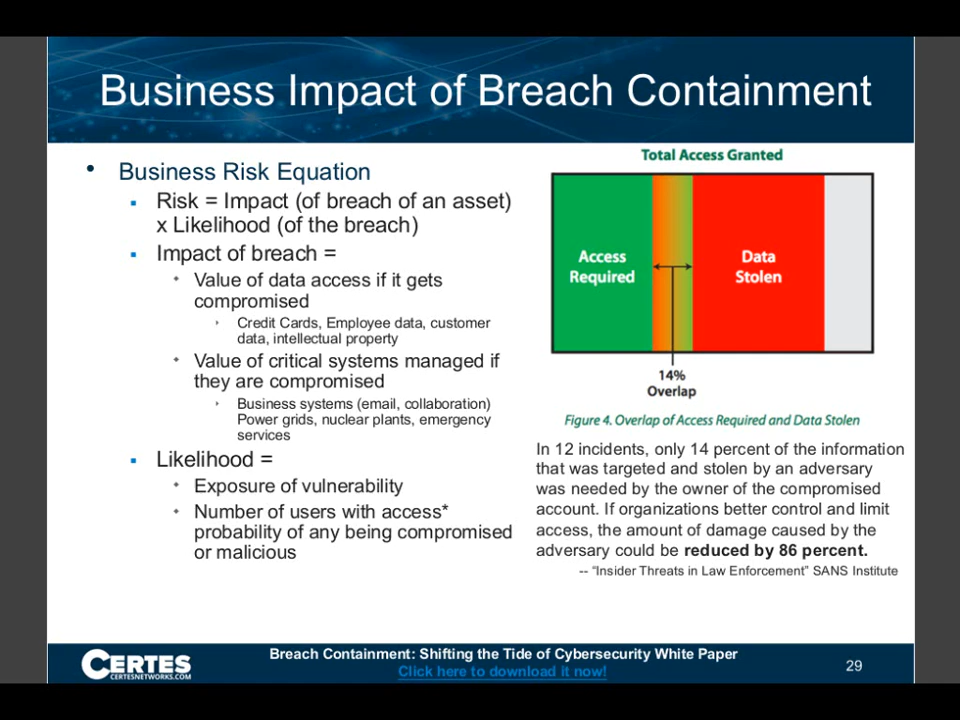 Business Impact of Breach Containment
• Business Risk Equation
▪ Risk = Impact (of breach of an asset)
x Likelihood (of the breach)
▪ Impact of breach =
Value of data access if it gets
compromised
Credit Cards, Employee data, customer
data, intellectual property
Value of critical systems managed if
they are compromised
Business systems (email, collaboration)
Power grids, nuclear plants, emergency
services
▪ Likelihood =
Exposure of vulnerability
Number of users with access*
probability of any being compromised
or malicious
Total Access Granted
Access
Required
Data
Stolen
14%
Overlap
Figure 4. Overlap of Access Required and Data Stolen
In 12 incidents, only 14 percent of the information
that was targeted and stolen by an adversary
was needed by the owner of the compromised
account. If organizations better control and limit
access, the amount of damage caused by the
adversary could be reduced by 86 percent.
-- “Insider Threats in Law Enforcement” SANS Institute
CERTES
CERTESNETWORKS.COM
Breach Containment: Shifting the Tide of Cybersecurity White Paper
Click here to download it now!
29